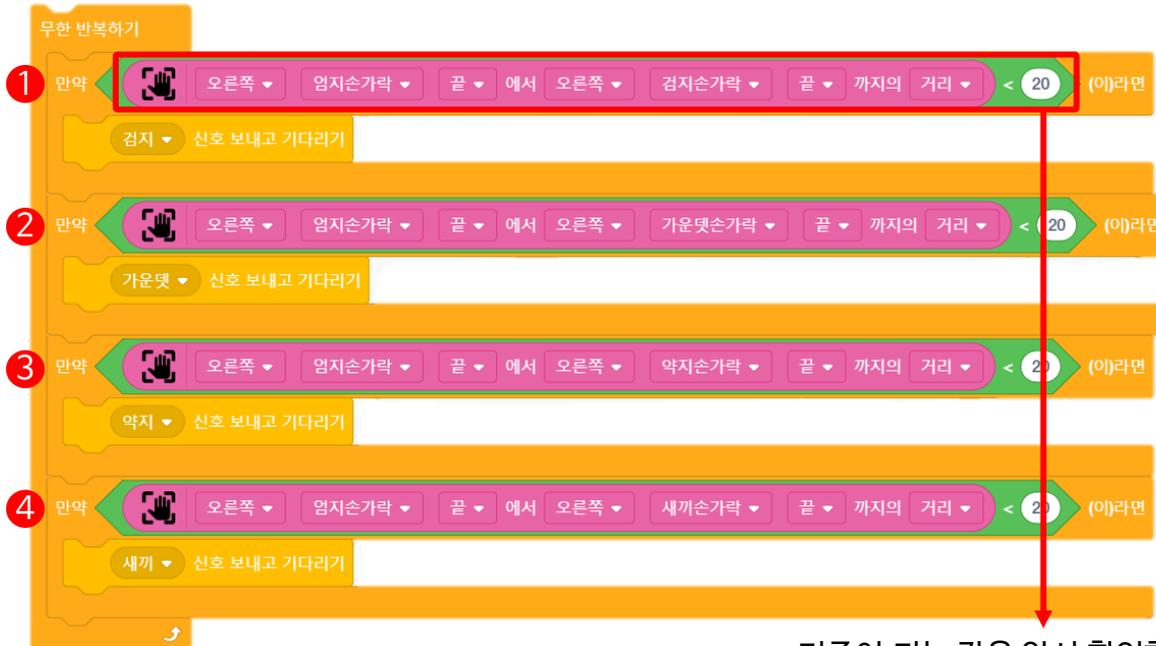 무한 반복하기
1 만약 오른쪽 엄지손가락 끝 에서 오른쪽 검지손가락 끝 까지의 거리 < 20 (이)라면
검지 신호 보내고 기다리기
2 만약 오른쪽 엄지손가락 끝 에서 오른쪽 가운뎃손가락 끝 까지의 거리 < 20 (이)라면
가운뎃 신호 보내고 기다리기
3 만약 오른쪽 엄지손가락 끝 에서 오른쪽 약지손가락 끝 까지의 거리 < 20 (이)라면
약지 신호 보내고 기다리기
4 만약 오른쪽 엄지손가락 끝 에서 오른쪽 새끼손가락 끝 까지의 거리 < 20 (이)라면
새끼 신호 보내고 기다리기